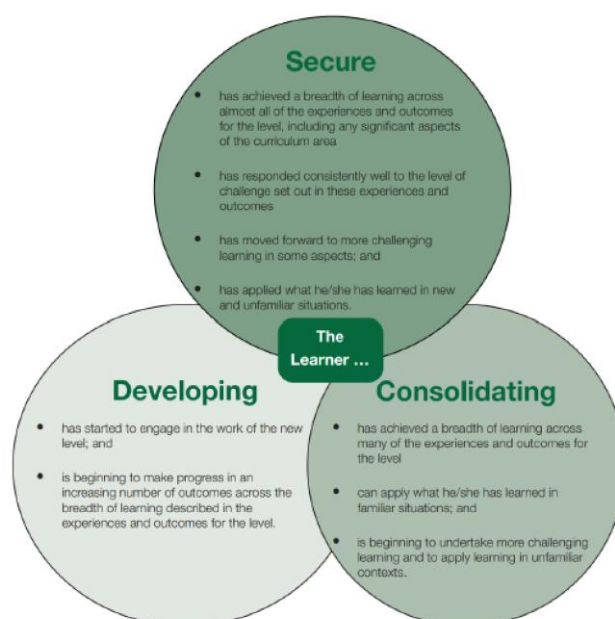 Secure
• has achieved a breadth of learning across
almost all of the experiences and outcomes
for the level, including any significant aspects
of the curriculum area
• has responded consistently well to the level of
challenge set out in these experiences and
outcomes
• has moved forward to more challenging
learning in some aspects; and
• has applied what he/she has learned in new
and unfamiliar situations.
The
Learner ...
Developing
• has started to engage in the work of the new
level; and
• is beginning to make progress in an
increasing number of outcomes across the
breadth of learning described in the
experiences and outcomes for the level.
Consolidating
• has achieved a breadth of learning across
many of the experiences and outcomes for
the level
• can apply what he/she has learned in
familiar situations; and
• is beginning to undertake more challenging
learning and to apply learning in unfamiliar
contexts.